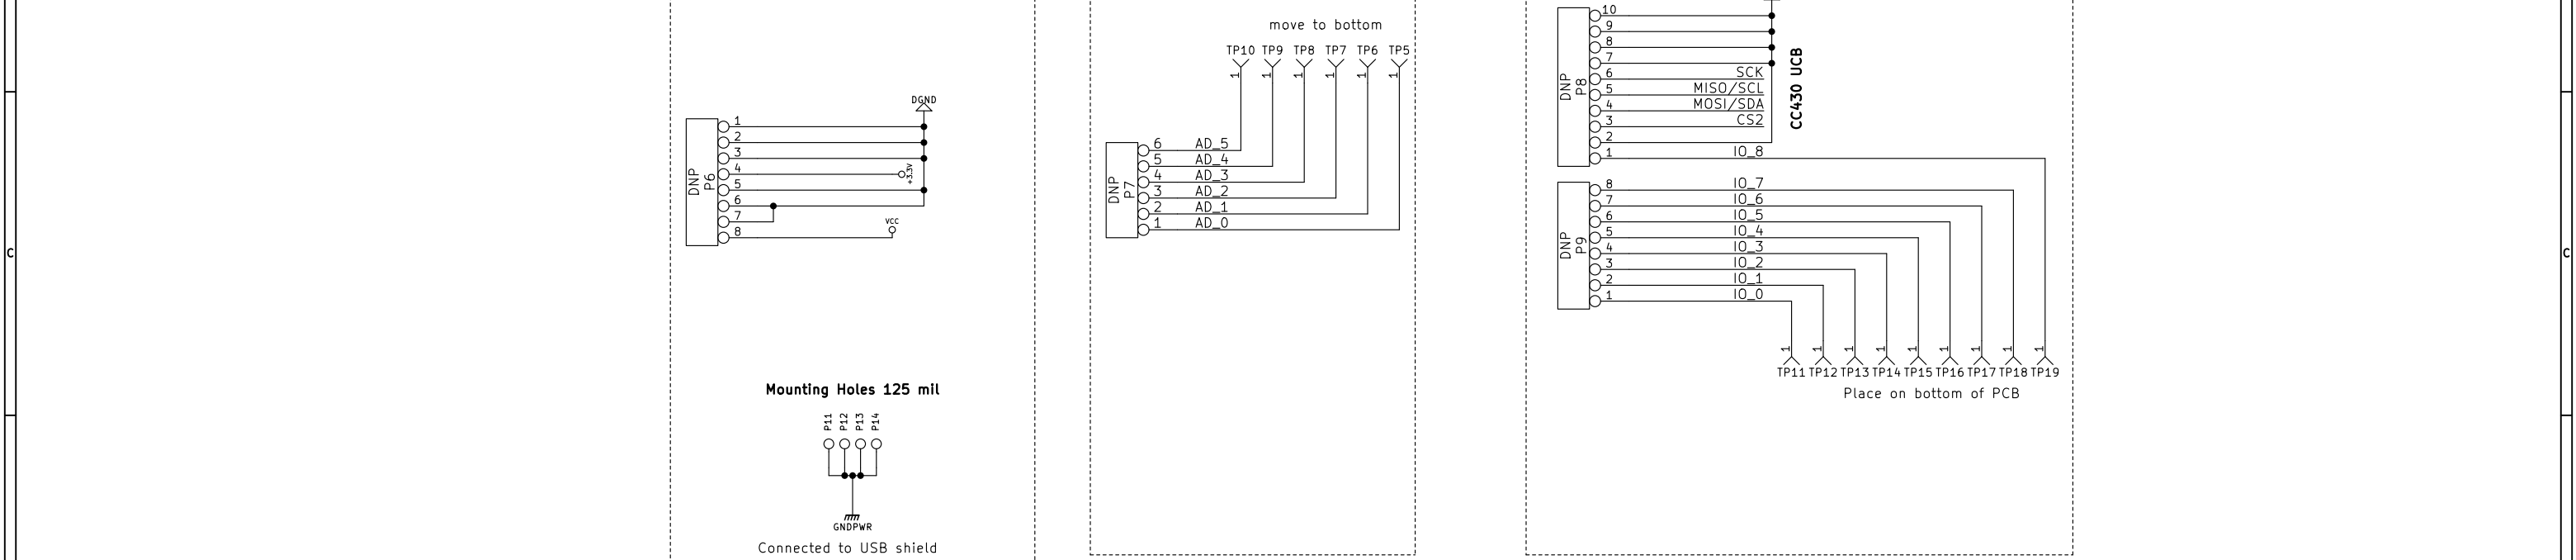 C
DGND
1
2
3
4
5
6
7
8
DNP
P6
+3.3V
VCC
Mounting Holes 125 mil
P11 P12 P13 P14
GNDPWR
Connected to USB shield
move to bottom
TP10 TP9 TP8 TP7 TP6 TP5
1 1 1 1 1 1
DNP
P7
6 AD_5
5 AD_4
4 AD_3
3 AD_2
2 AD_1
1 AD_0
DNP
P8
10
9
8
7
6 SCK
5 MISO/SCL
4 MOSI/SDA
3 CS2
2
1 IO_8
CC430 UCB
DNP
P9
8 IO_7
7 IO_6
6 IO_5
5 IO_4
4 IO_3
3 IO_2
2 IO_1
1 IO_0
1 1 1 1 1 1 1 1 1
TP11 TP12 TP13 TP14 TP15 TP16 TP17 TP18 TP19
Place on bottom of PCB
C